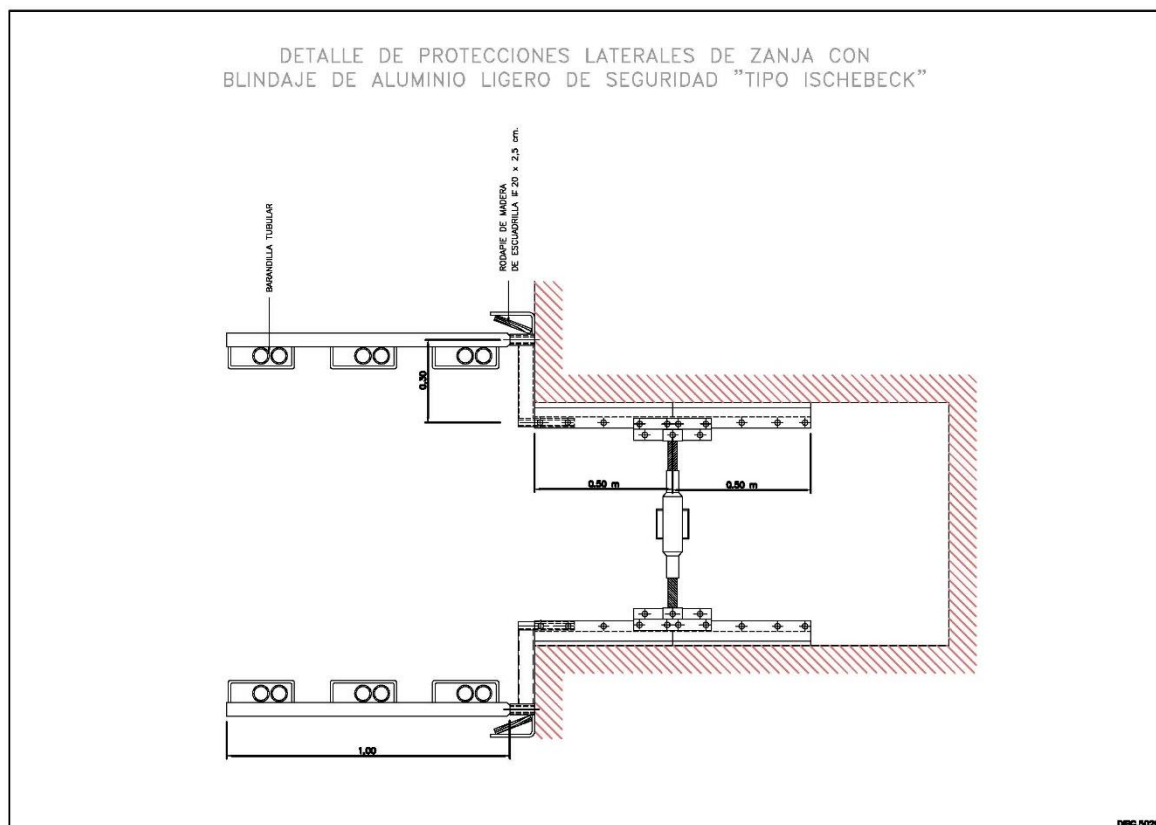 DETALLE DE PROTECCIONES LATERALES DE ZANJA CON
BLINDAJE DE ALUMINIO LIGERO DE SEGURIDAD "TIPO ISCHEBECK"
BARANDILLA TUBULAR
RODAPIE DE MADERA
DE ESCUADRILLA 20 x 2,5 cm.
0.30
0.50 m
0.50 m
1,00